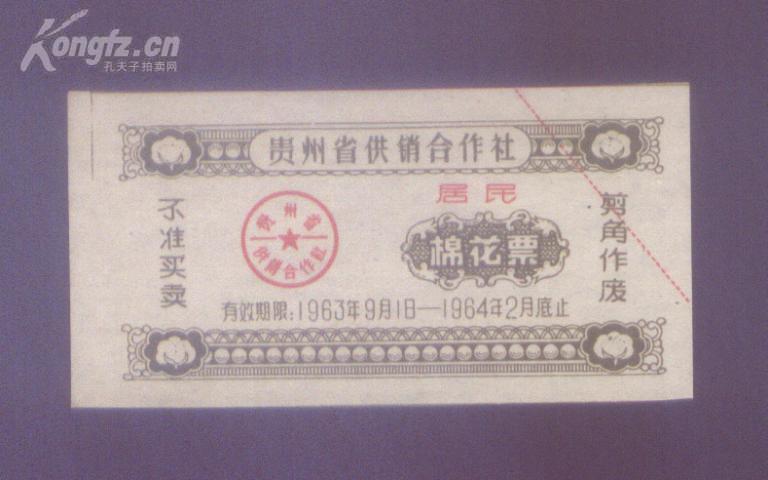 Kongfz.cn
孔夫子拍卖网
贵州省供销合作社
居民
棉花票
不准买卖
贵州省
供销合作社
剪角作废
有效期限:1963年9月1日—1964年2月底止